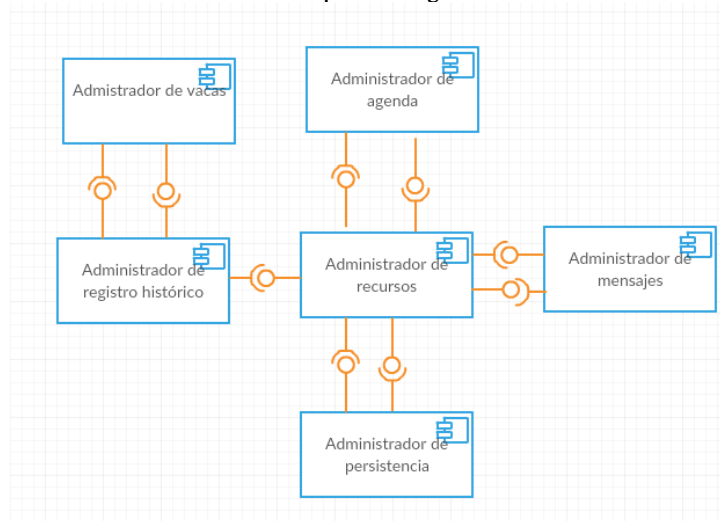 Admistrador de vacas
Administrador de
agenda
Administrador de
registro histórico
Administrador de
recursos
Administrador de
mensajes
Administrador de
persistencia